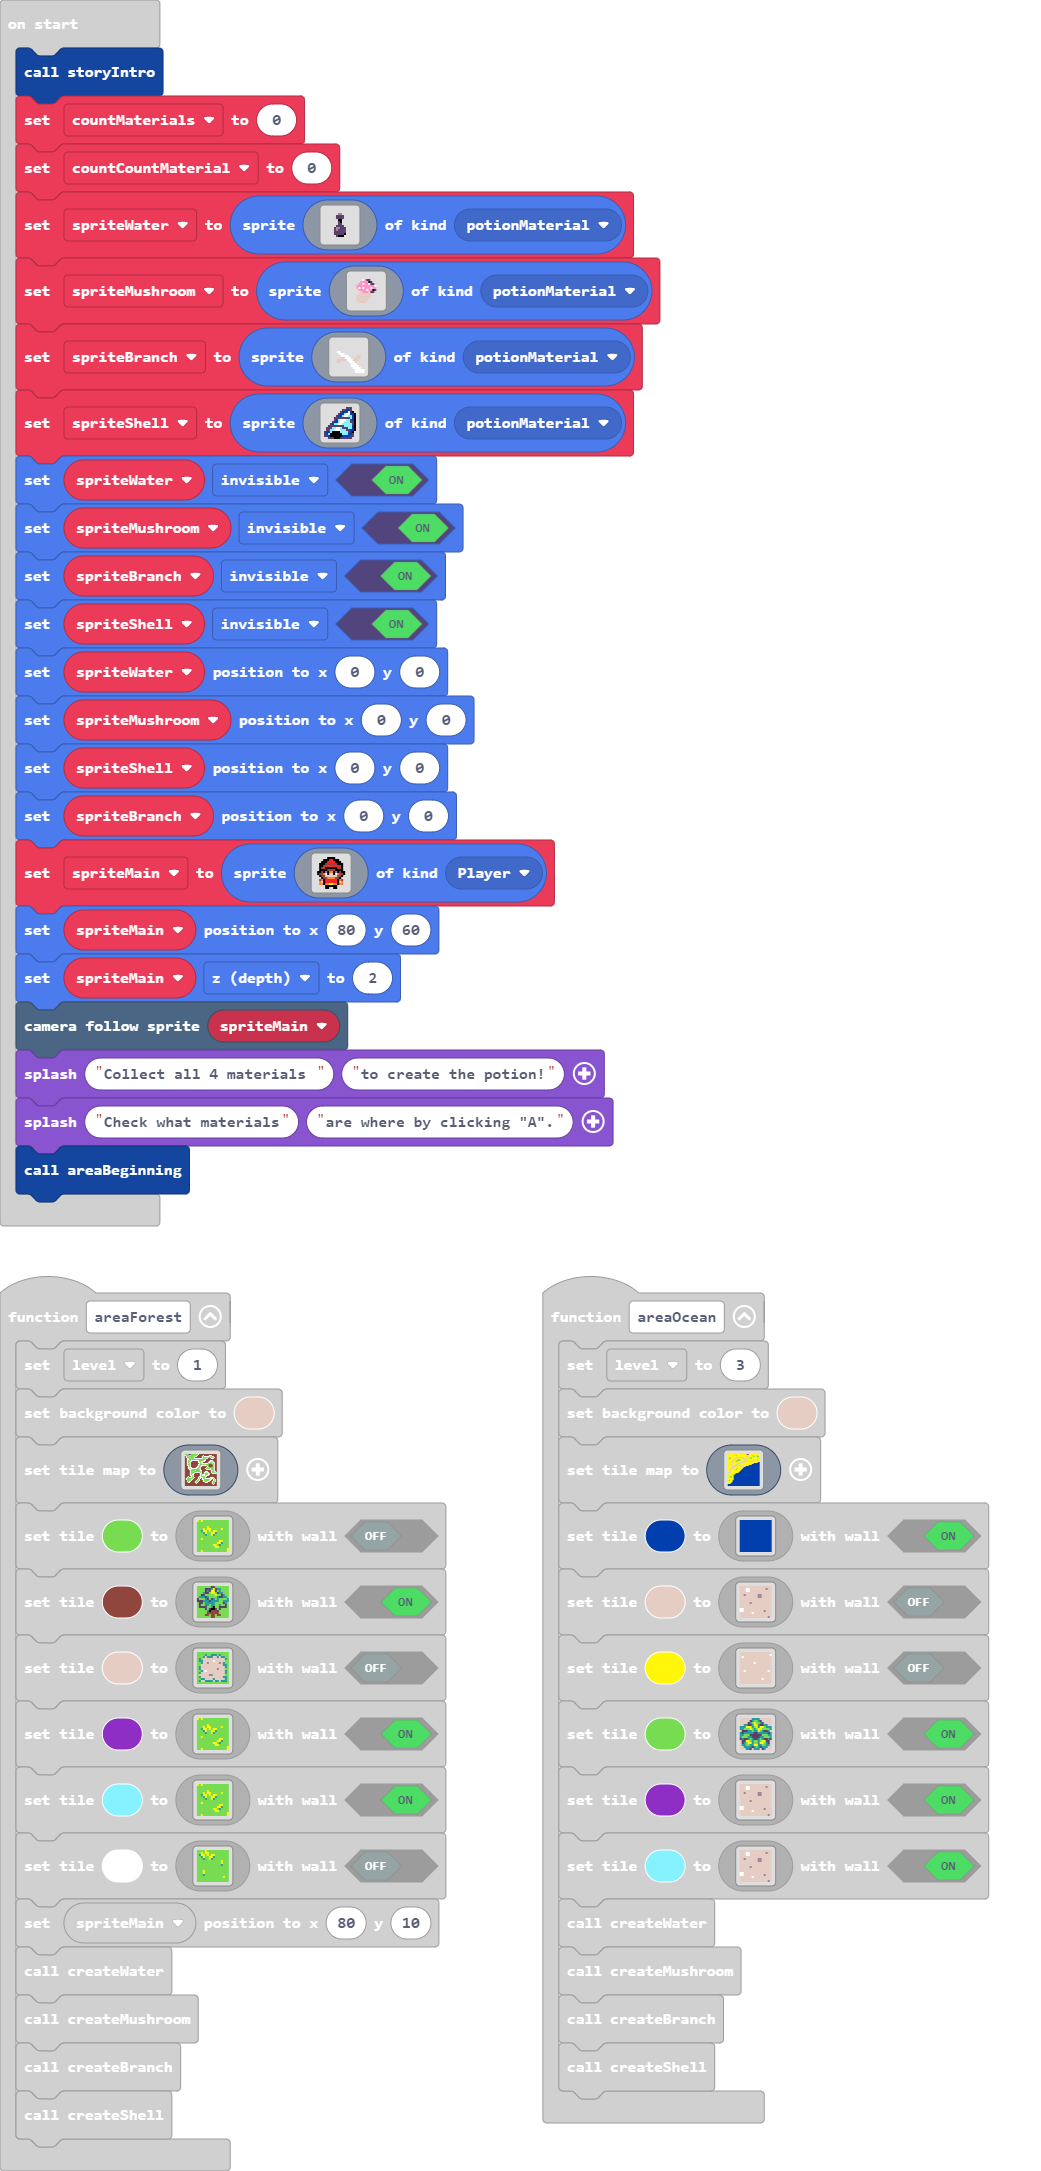 on start
call storyIntro
set countMaterials to 0
set countCountMaterial to 0
set spriteWater to sprite of kind potionMaterial
set spriteMushroom to sprite of kind potionMaterial
set spriteBranch to sprite of kind potionMaterial
set spriteShell to sprite of kind potionMaterial
set spriteWater invisible ON
set spriteMushroom invisible ON
set spriteBranch invisible ON
set spriteShell invisible ON
set spriteWater position to x 0 y 0
set spriteMushroom position to x 0 y 0
set spriteShell position to x 0 y 0
set spriteBranch position to x 0 y 0
set spriteMain to sprite of kind Player
set spriteMain position to x 80 y 60
set spriteMain z (depth) to 2
camera follow sprite spriteMain
splash "Collect all 4 materials " "to create the potion!"
splash "Check what materials" "are where by clicking "A"."
call areaBeginning
function areaForest
set level to 1
set background color to
set tile map to
set tile to with wall OFF
set tile to with wall ON
set tile to with wall OFF
set tile to with wall ON
set tile to with wall ON
set tile to with wall OFF
set spriteMain position to x 80 y 10
call createWater
call createMushroom
call createBranch
call createShell
function areaOcean
set level to 3
set background color to
set tile map to
set tile to with wall ON
set tile to with wall OFF
set tile to with wall OFF
set tile to with wall ON
set tile to with wall ON
set tile to with wall ON
call createWater
call createMushroom
call createBranch
call createShell